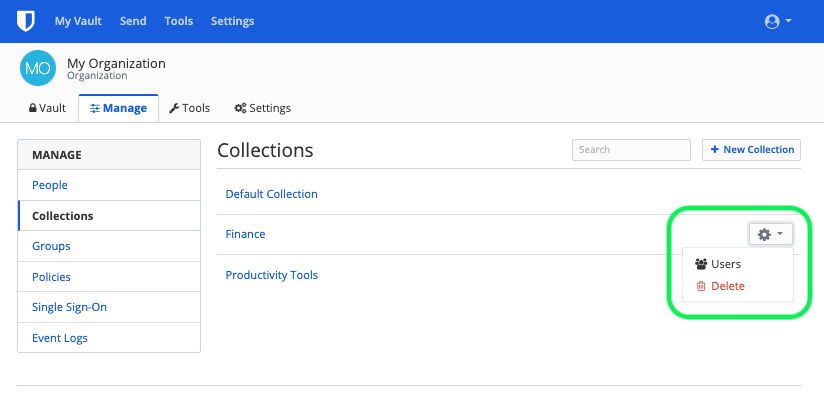 My Vault Send Tools Settings
MO
My Organization
Organization
Vault Manage Tools Settings
MANAGE
People
Collections
Groups
Policies
Single Sign-On
Event Logs
Collections
Search
+ New Collection
Default Collection
Finance
Users
Delete
Productivity Tools